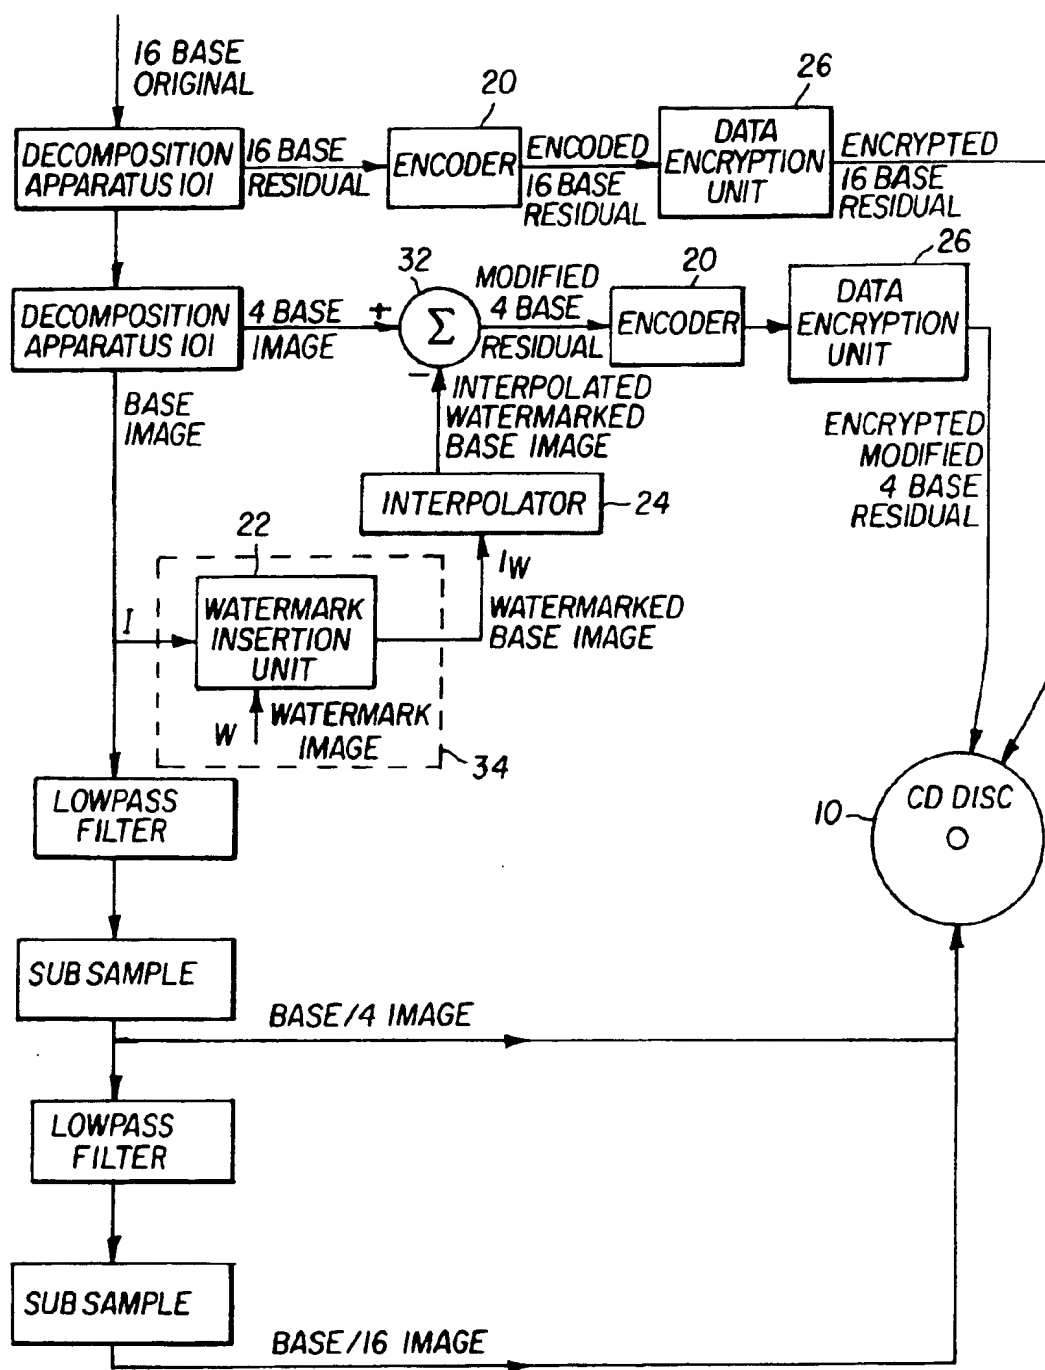 16 BASE
ORIGINAL
DECOMPOSITION
APPARATUS 101
16 BASE
RESIDUAL
20
ENCODER
ENCODED
16 BASE
RESIDUAL
26
DATA
ENCRYPTION
UNIT
ENCRYPTED
16 BASE
RESIDUAL
DECOMPOSITION
APPARATUS 101
4 BASE
IMAGE
+
32
Σ
−
MODIFIED
4 BASE
RESIDUAL
20
ENCODER
26
DATA
ENCRYPTION
UNIT
BASE
IMAGE
INTERPOLATED
WATERMARKED
BASE IMAGE
ENCRYPTED
MODIFIED
4 BASE
RESIDUAL
INTERPOLATOR
24
22
I
WATERMARK
INSERTION
UNIT
IW
WATERMARKED
BASE IMAGE
W
WATERMARK
IMAGE
34
LOWPASS
FILTER
10
CD DISC
SUB SAMPLE
BASE/4 IMAGE
LOWPASS
FILTER
SUB SAMPLE
BASE/16 IMAGE